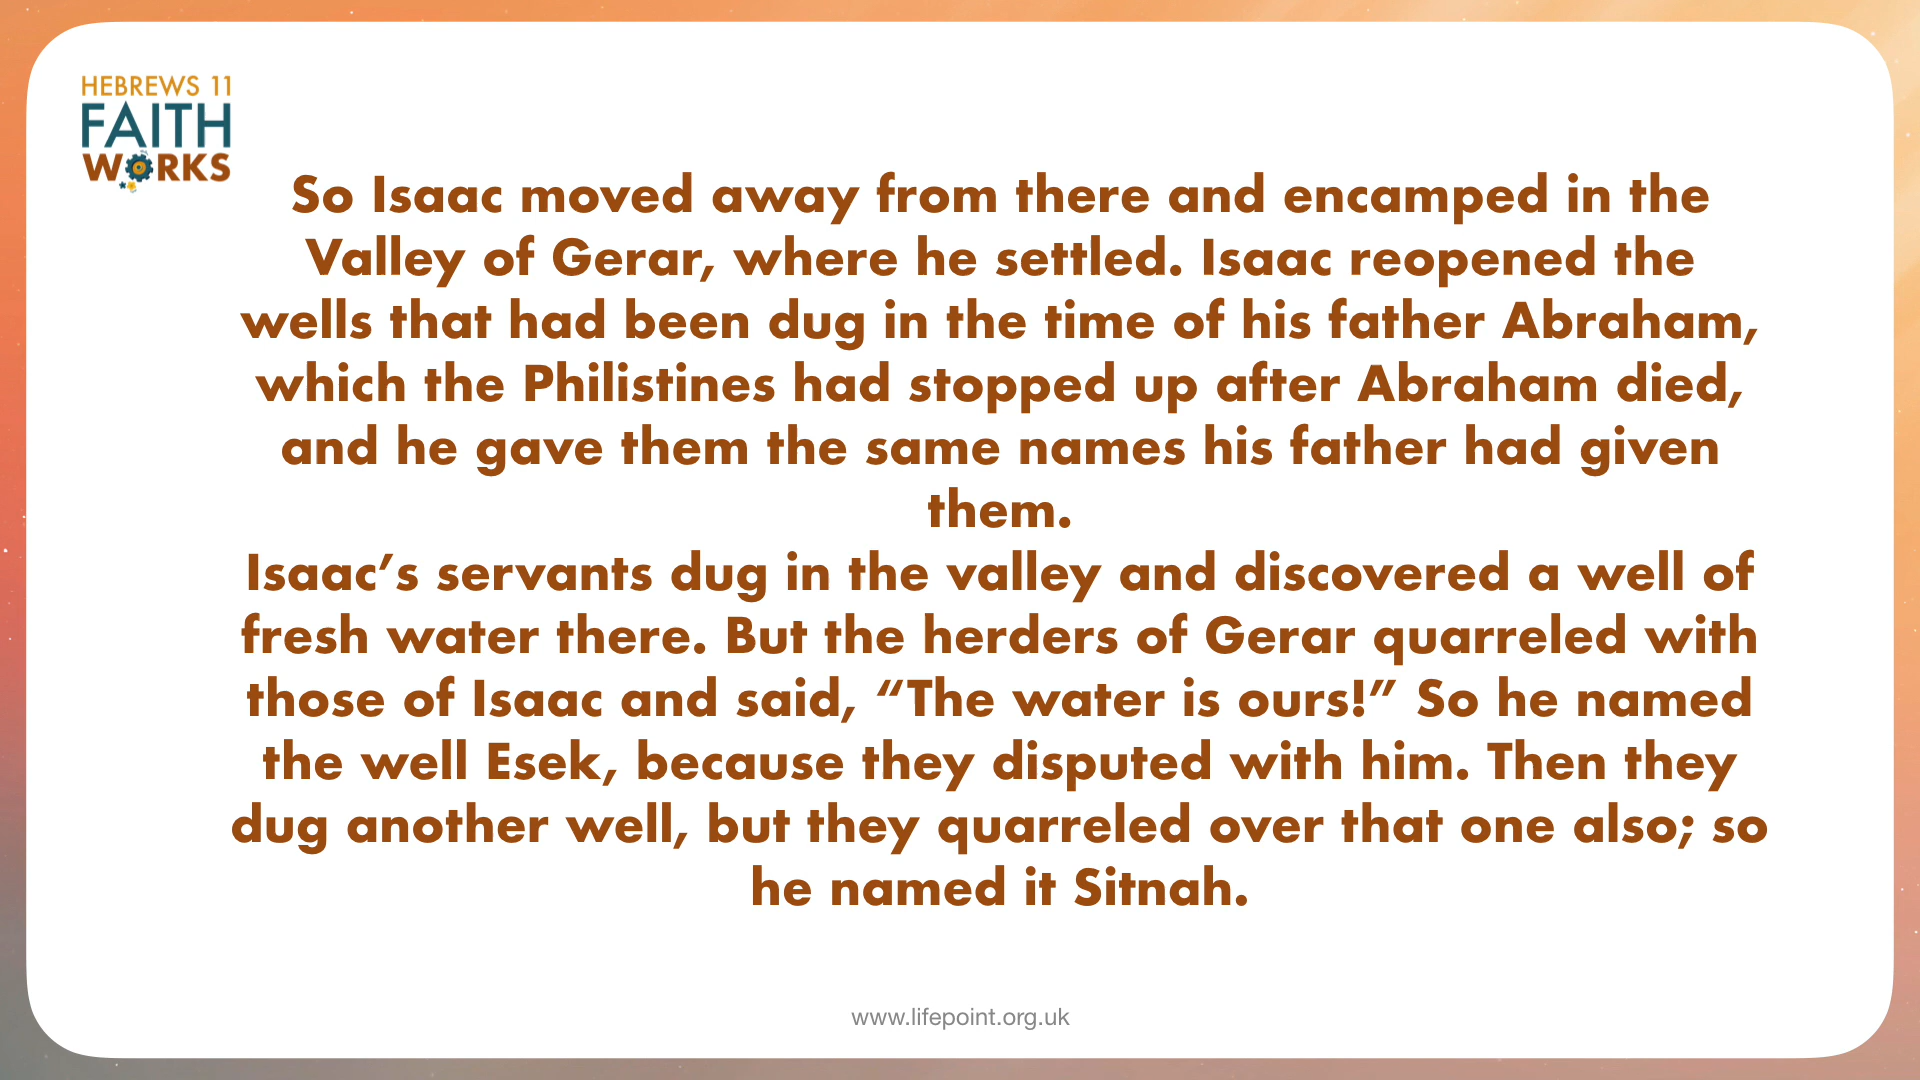 HEBREWS 11
FAITH
WORKS
So Isaac moved away from there and encamped in the
Valley of Gerar, where he settled. Isaac reopened the
wells that had been dug in the time of his father Abraham,
which the Philistines had stopped up after Abraham died,
and he gave them the same names his father had given
them.
Isaac’s servants dug in the valley and discovered a well of
fresh water there. But the herders of Gerar quarreled with
those of Isaac and said, “The water is ours!” So he named
the well Esek, because they disputed with him. Then they
dug another well, but they quarreled over that one also; so
he named it Sitnah.
www.lifepoint.org.uk